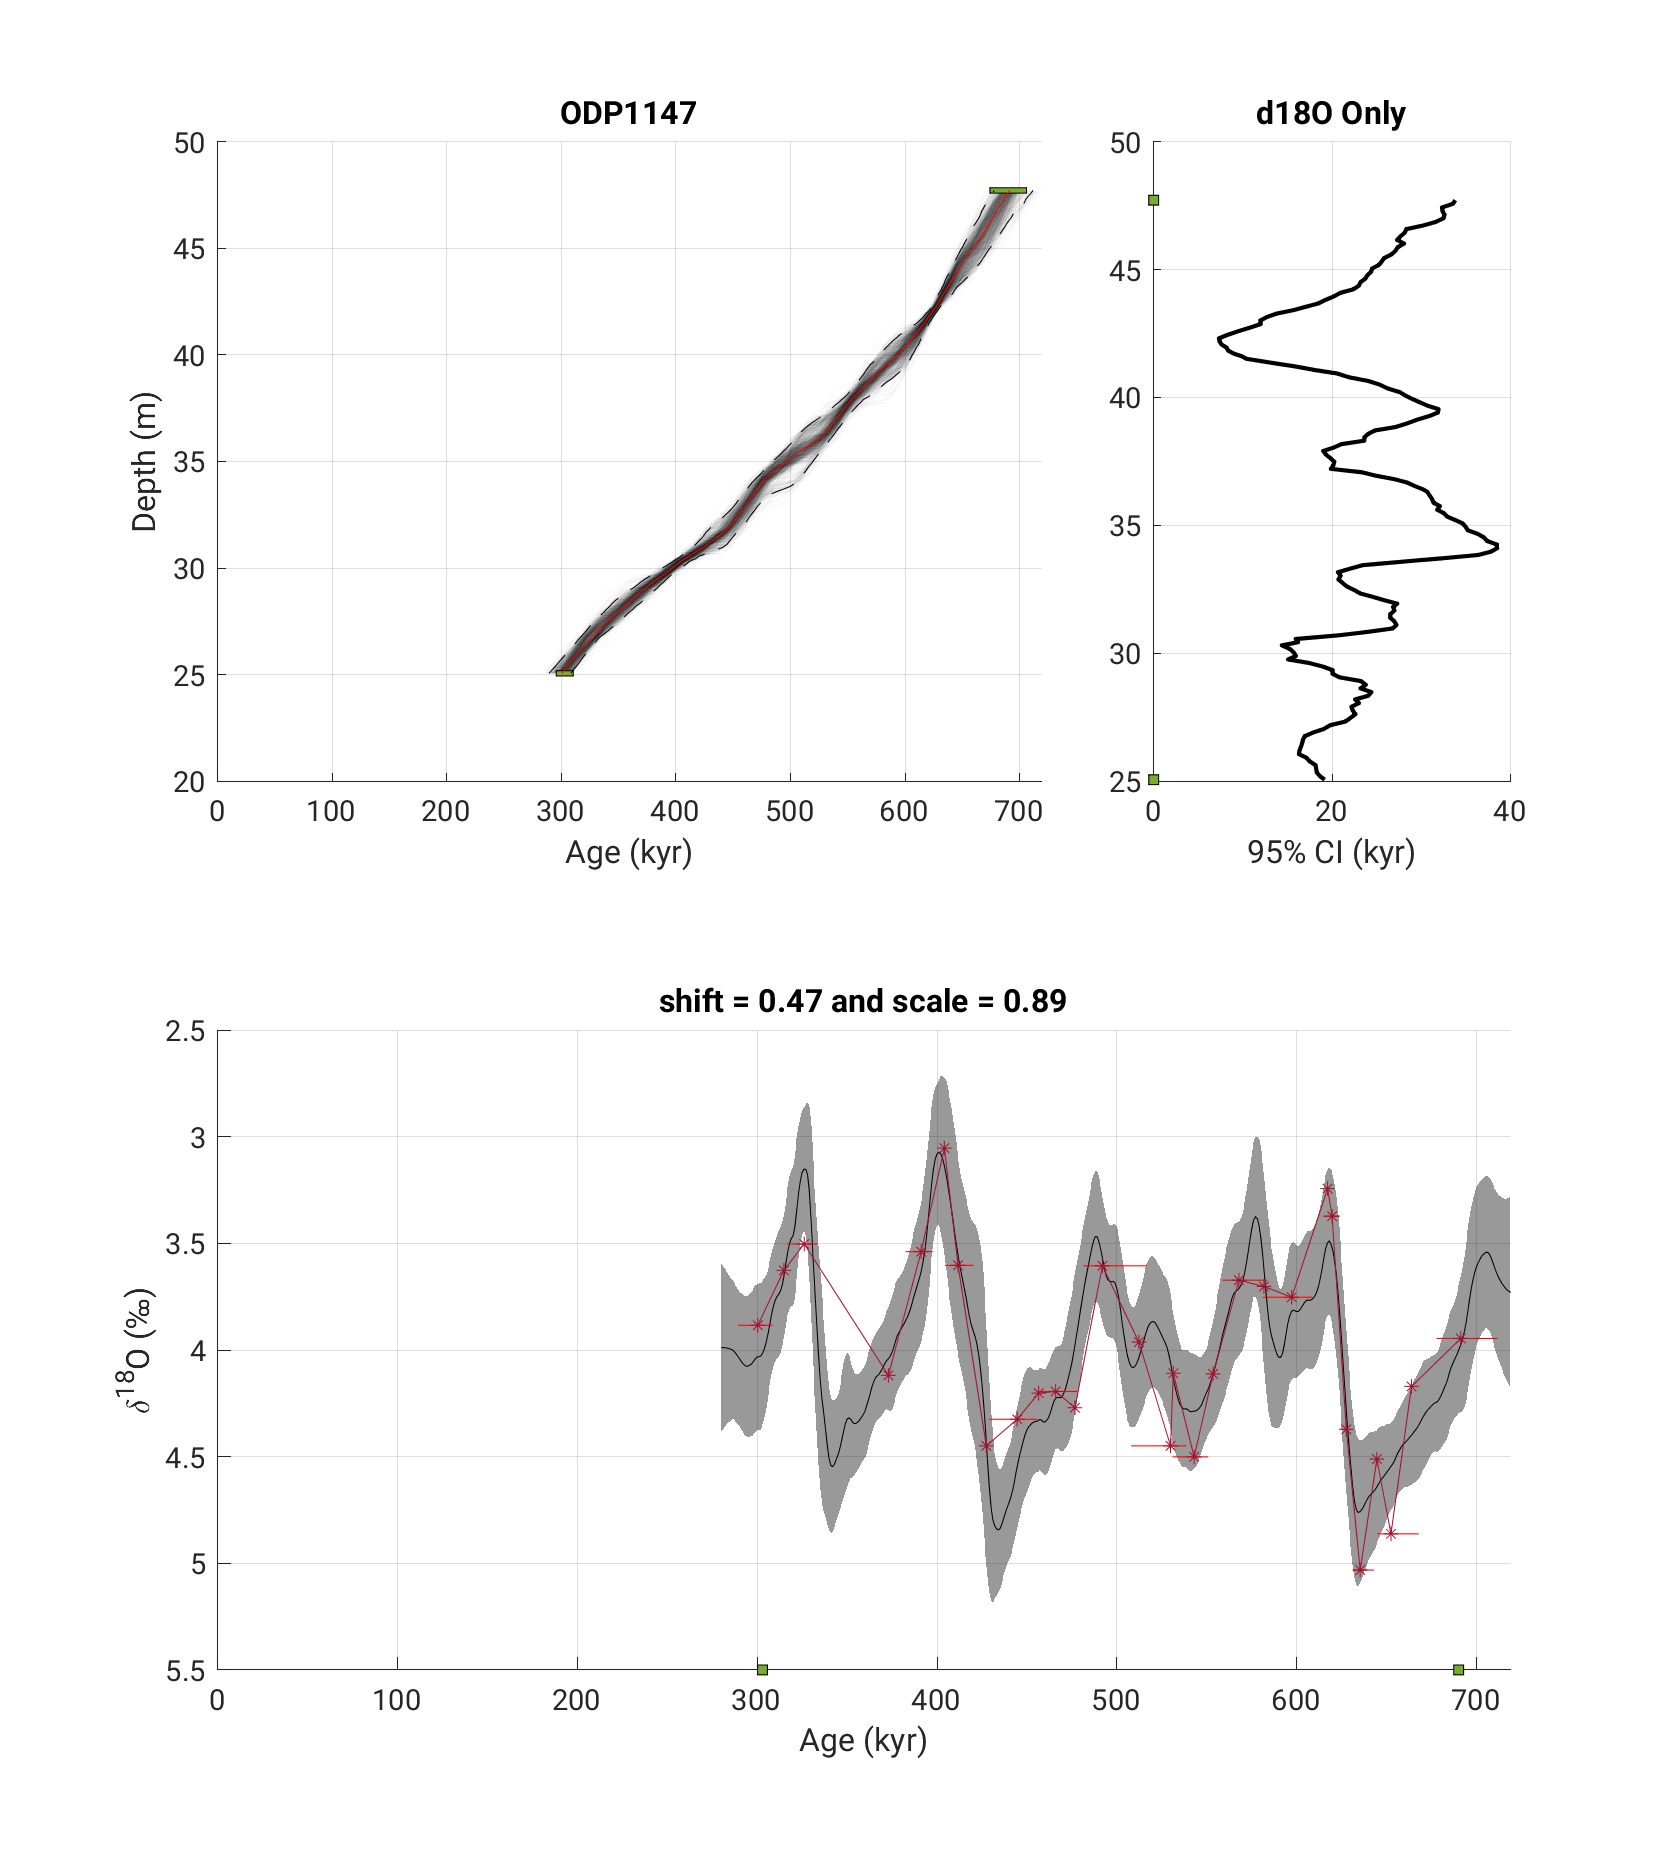 ODP1147
50
45
40
35
30
25
20
0 100 200 300 400 500 600 700
Depth (m)
Age (kyr)
d18O Only
50
45
40
35
30
25
0 20 40
95% CI (kyr)
shift = 0.47 and scale = 0.89
2.5
3
3.5
4
4.5
5
5.5
0 100 200 300 400 500 600 700
δ18O (‰)
Age (kyr)